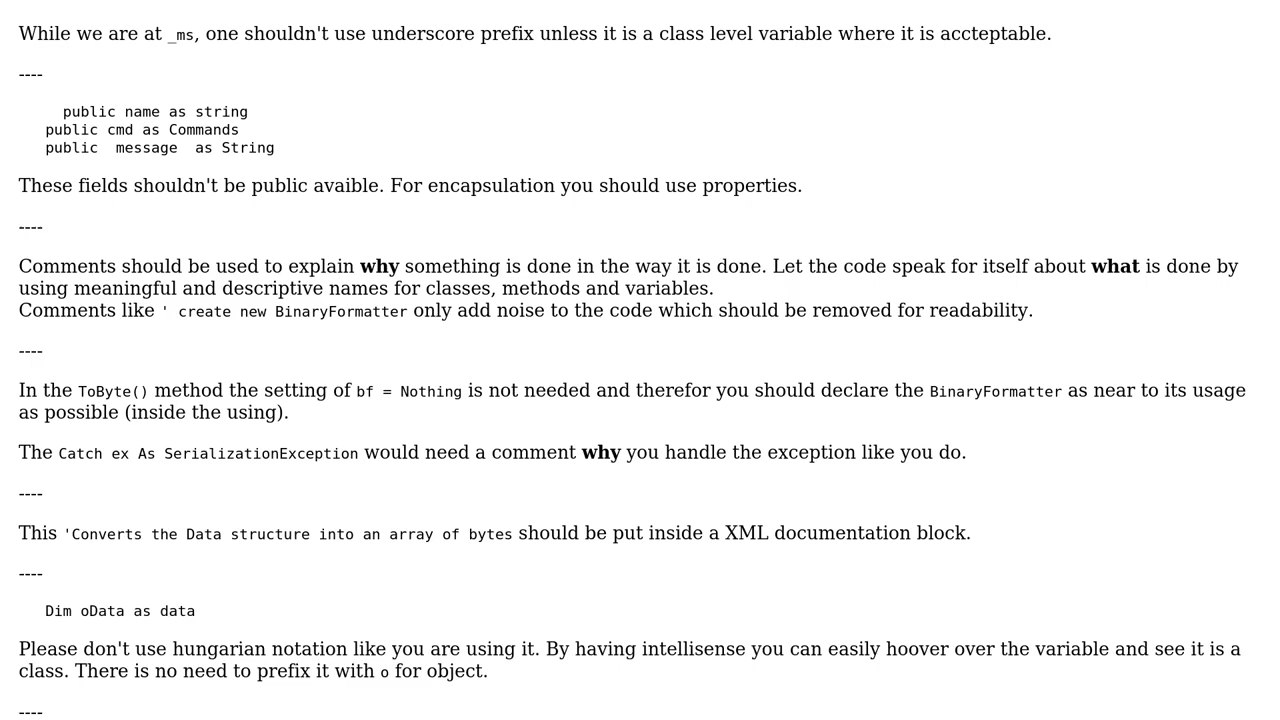 While we are at _ms, one shouldn't use underscore prefix unless it is a class level variable where it is accteptable.
----
public name as string
public cmd as Commands
public  message  as String
These fields shouldn't be public avaible. For encapsulation you should use properties.
----
Comments should be used to explain why something is done in the way it is done. Let the code speak for itself about what is done by
using meaningful and descriptive names for classes, methods and variables.
Comments like ' create new BinaryFormatter only add noise to the code which should be removed for readability.
----
In the ToByte() method the setting of bf = Nothing is not needed and therefor you should declare the BinaryFormatter as near to its usage
as possible (inside the using).
The Catch ex As SerializationException would need a comment why you handle the exception like you do.
----
This 'Converts the Data structure into an array of bytes should be put inside a XML documentation block.
----
Dim oData as data
Please don't use hungarian notation like you are using it. By having intellisense you can easily hoover over the variable and see it is a
class. There is no need to prefix it with o for object.
----